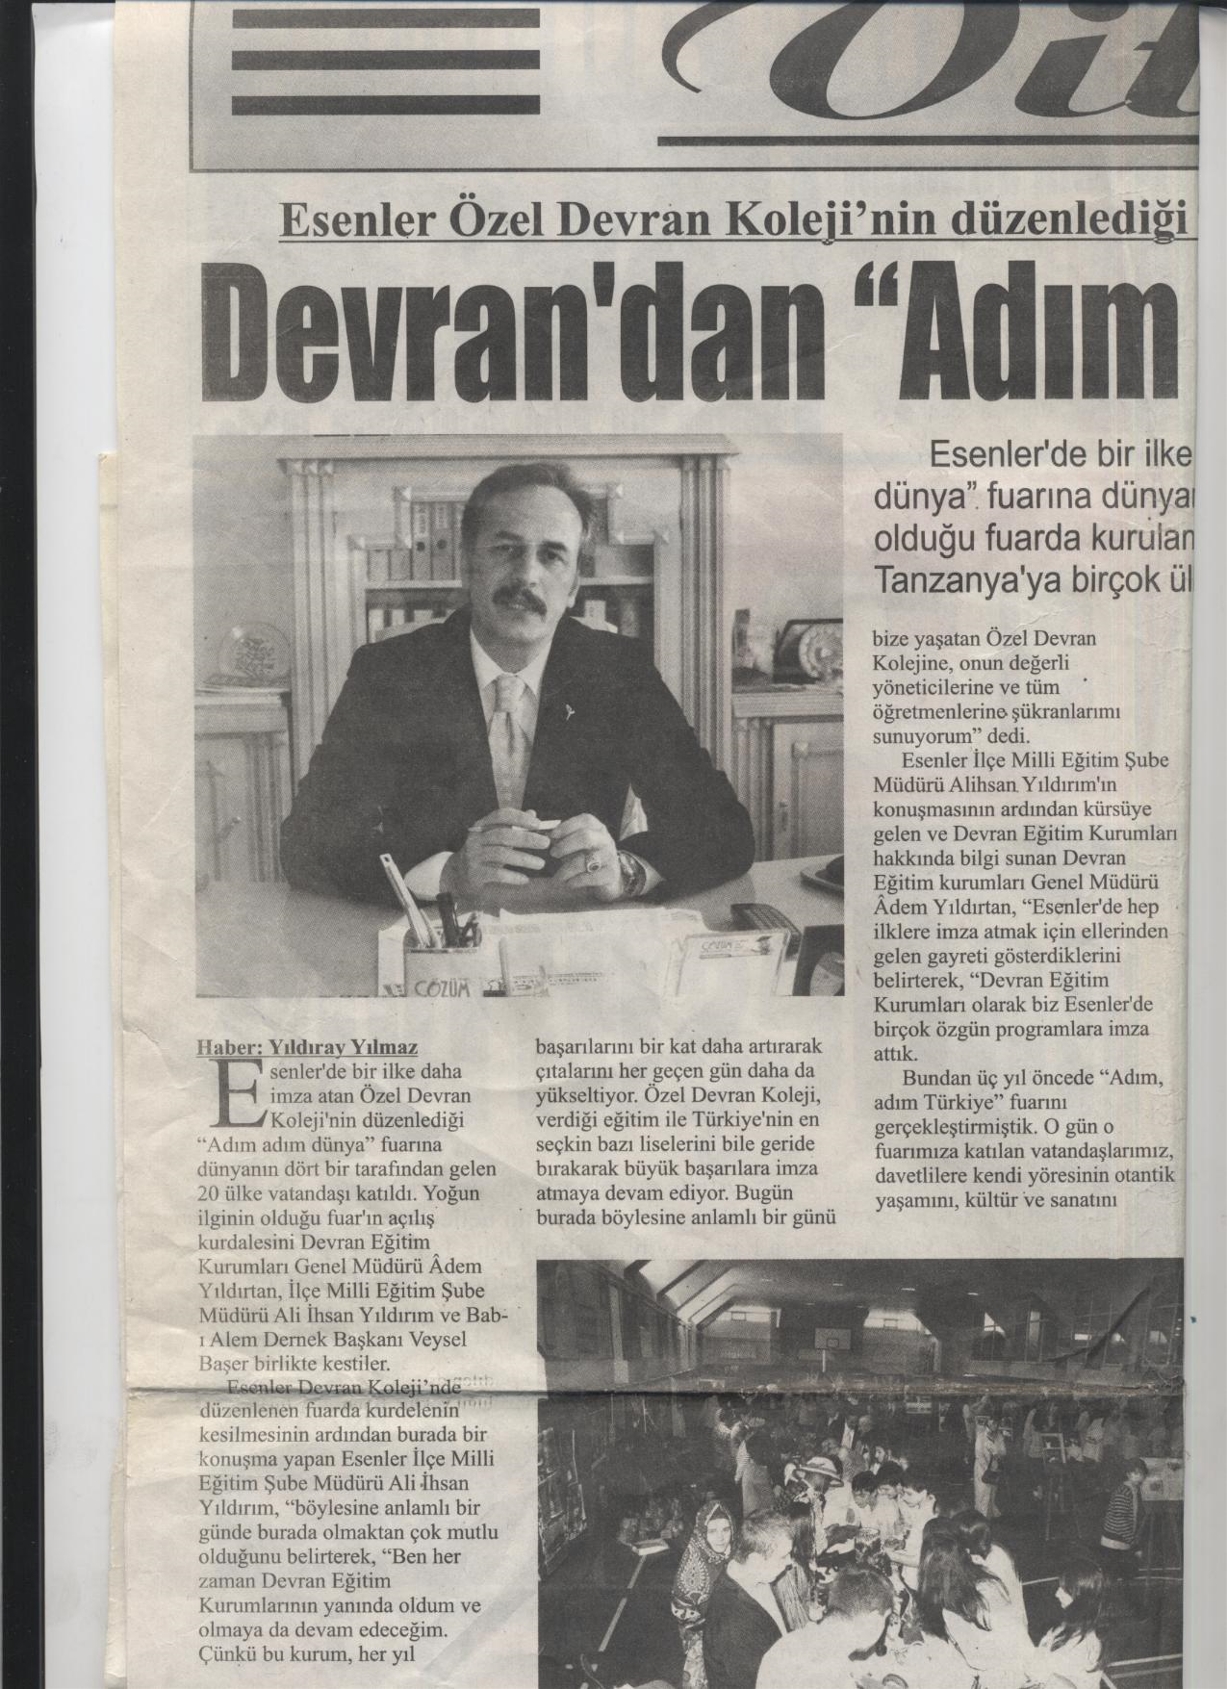 Esenler Özel Devran Koleji’nin düzenlediği
Devran'dan “Adım
Esenler'de bir ilke
dünya” fuarına dünya
olduğu fuarda kurulan
Tanzanya'ya birçok ül
ÇÖZÜM
Haber: Yıldıray Yılmaz
Esenler'de bir ilke daha
imza atan Özel Devran
Koleji'nin düzenlediği
“Adım adım dünya” fuarına
dünyanın dört bir tarafından gelen
20 ülke vatandaşı katıldı. Yoğun
ilginin olduğu fuar'ın açılış
kurdalesini Devran Eğitim
Kurumları Genel Müdürü Âdem
Yıldırtan, İlçe Milli Eğitim Şube
Müdürü Ali İhsan Yıldırım ve Bab-
ı Alem Dernek Başkanı Veysel
Başer birlikte kestiler.
Esenler Devran Koleji’nde
düzenlenen fuarda kurdelenin
kesilmesinin ardından burada bir
konuşma yapan Esenler İlçe Milli
Eğitim Şube Müdürü Ali İhsan
Yıldırım, “böylesine anlamlı bir
günde burada olmaktan çok mutlu
olduğunu belirterek, “Ben her
zaman Devran Eğitim
Kurumlarının yanında oldum ve
olmaya da devam edeceğim.
Çünkü bu kurum, her yıl
başarılarını bir kat daha artırarak
çıtalarını her geçen gün daha da
yükseltiyor. Özel Devran Koleji,
verdiği eğitim ile Türkiye'nin en
seçkin bazı liselerini bile geride
bırakarak büyük başarılara imza
atmaya devam ediyor. Bugün
burada böylesine anlamlı bir günü
bize yaşatan Özel Devran
Kolejine, onun değerli
yöneticilerine ve tüm
öğretmenlerine şükranlarımı
sunuyorum” dedi.
Esenler İlçe Milli Eğitim Şube
Müdürü Alihsan Yıldırım'ın
konuşmasının ardından kürsüye
gelen ve Devran Eğitim Kurumları
hakkında bilgi sunan Devran
Eğitim kurumları Genel Müdürü
Âdem Yıldırtan, “Esenler'de hep
ilklere imza atmak için ellerinden
gelen gayreti gösterdiklerini
belirterek, “Devran Eğitim
Kurumları olarak biz Esenler'de
birçok özgün programlara imza
attık.
Bundan üç yıl öncede “Adım,
adım Türkiye” fuarını
gerçekleştirmiştik. O gün o
fuarımıza katılan vatandaşlarımız,
davetlilere kendi yöresinin otantik
yaşamını, kültür ve sanatını